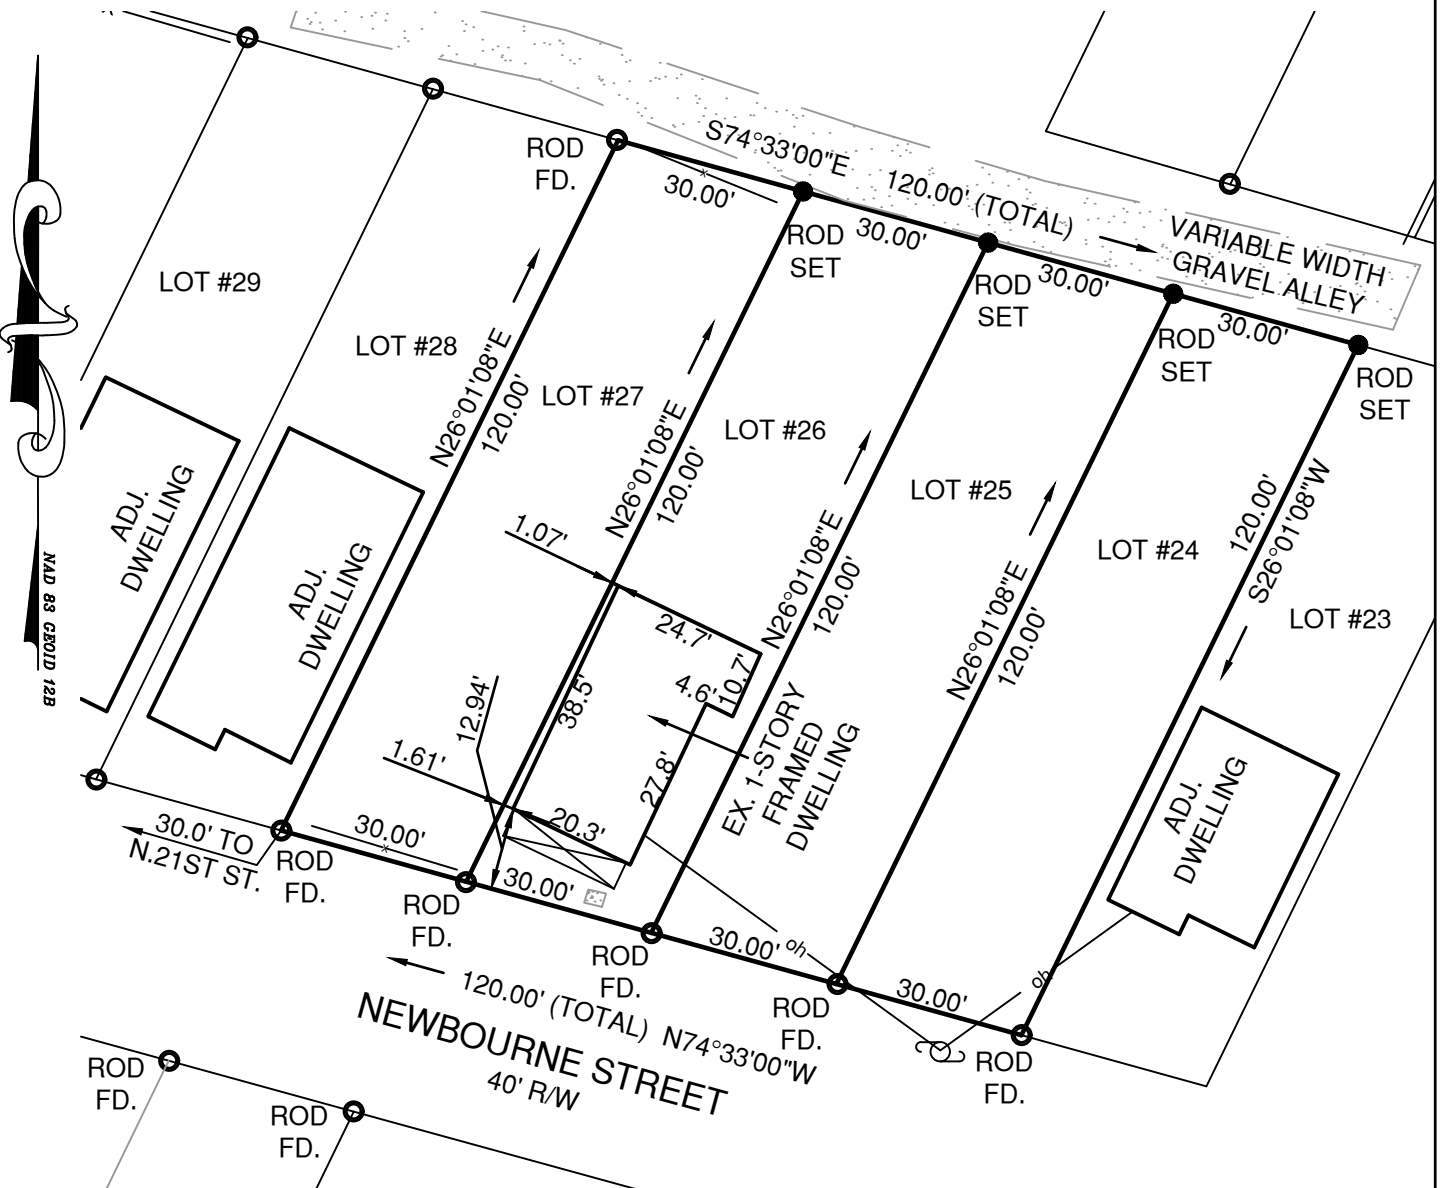 S74°33'00"E
120.00' (TOTAL)
VARIABLE WIDTH
GRAVEL ALLEY
ROD
FD.
30.00'
ROD
SET
30.00'
ROD
SET
30.00'
ROD
SET
30.00'
ROD
SET
LOT #29
LOT #28
LOT #27
LOT #26
LOT #25
LOT #24
LOT #23
N26°01'08"E
120.00'
N26°01'08"E
120.00'
N26°01'08"E
120.00'
N26°01'08"E
120.00'
120.00'
S26°01'08"W
ADJ.
DWELLING
ADJ.
DWELLING
NAD 83 GEOID 12B
1.07'
24.7'
10.7'
4.6'
38.5'
12.94'
1.61'
27.8'
20.3'
EX. 1-STORY
FRAMED
DWELLING
ADJ.
DWELLING
30.0' TO
N.21ST ST.
30.00'
30.00'
30.00'
30.00'
oh
oh
ROD
FD.
ROD
FD.
ROD
FD.
ROD
FD.
ROD
FD.
120.00' (TOTAL) N74°33'00"W
NEWBOURNE STREET
40' R/W
ROD
FD.
ROD
FD.